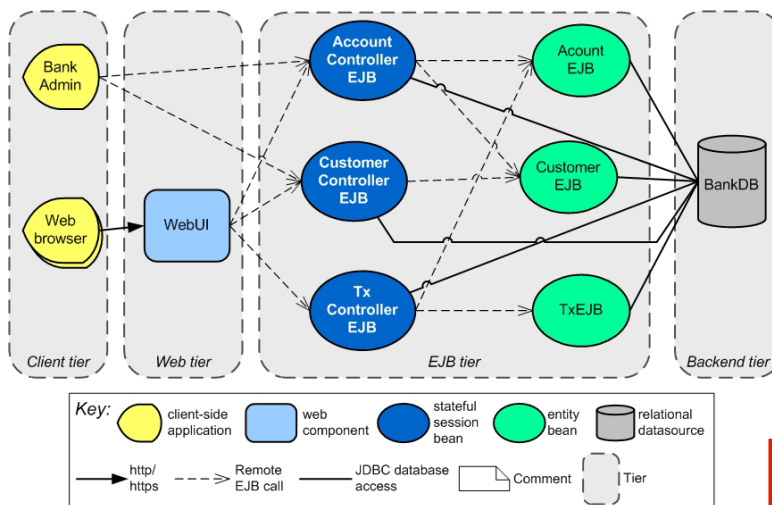 Bank
Admin
Web
browser
Client tier
WebUI
Web tier
Account
Controller
EJB
Customer
Controller
EJB
Tx
Controller
EJB
Acount
EJB
Customer
EJB
TxEJB
EJB tier
BankDB
Backend tier
Key:
client-side
application
web
component
stateful
session
bean
entity
bean
relational
datasource
http/
https
Remote
EJB call
JDBC database
access
Comment
Tier